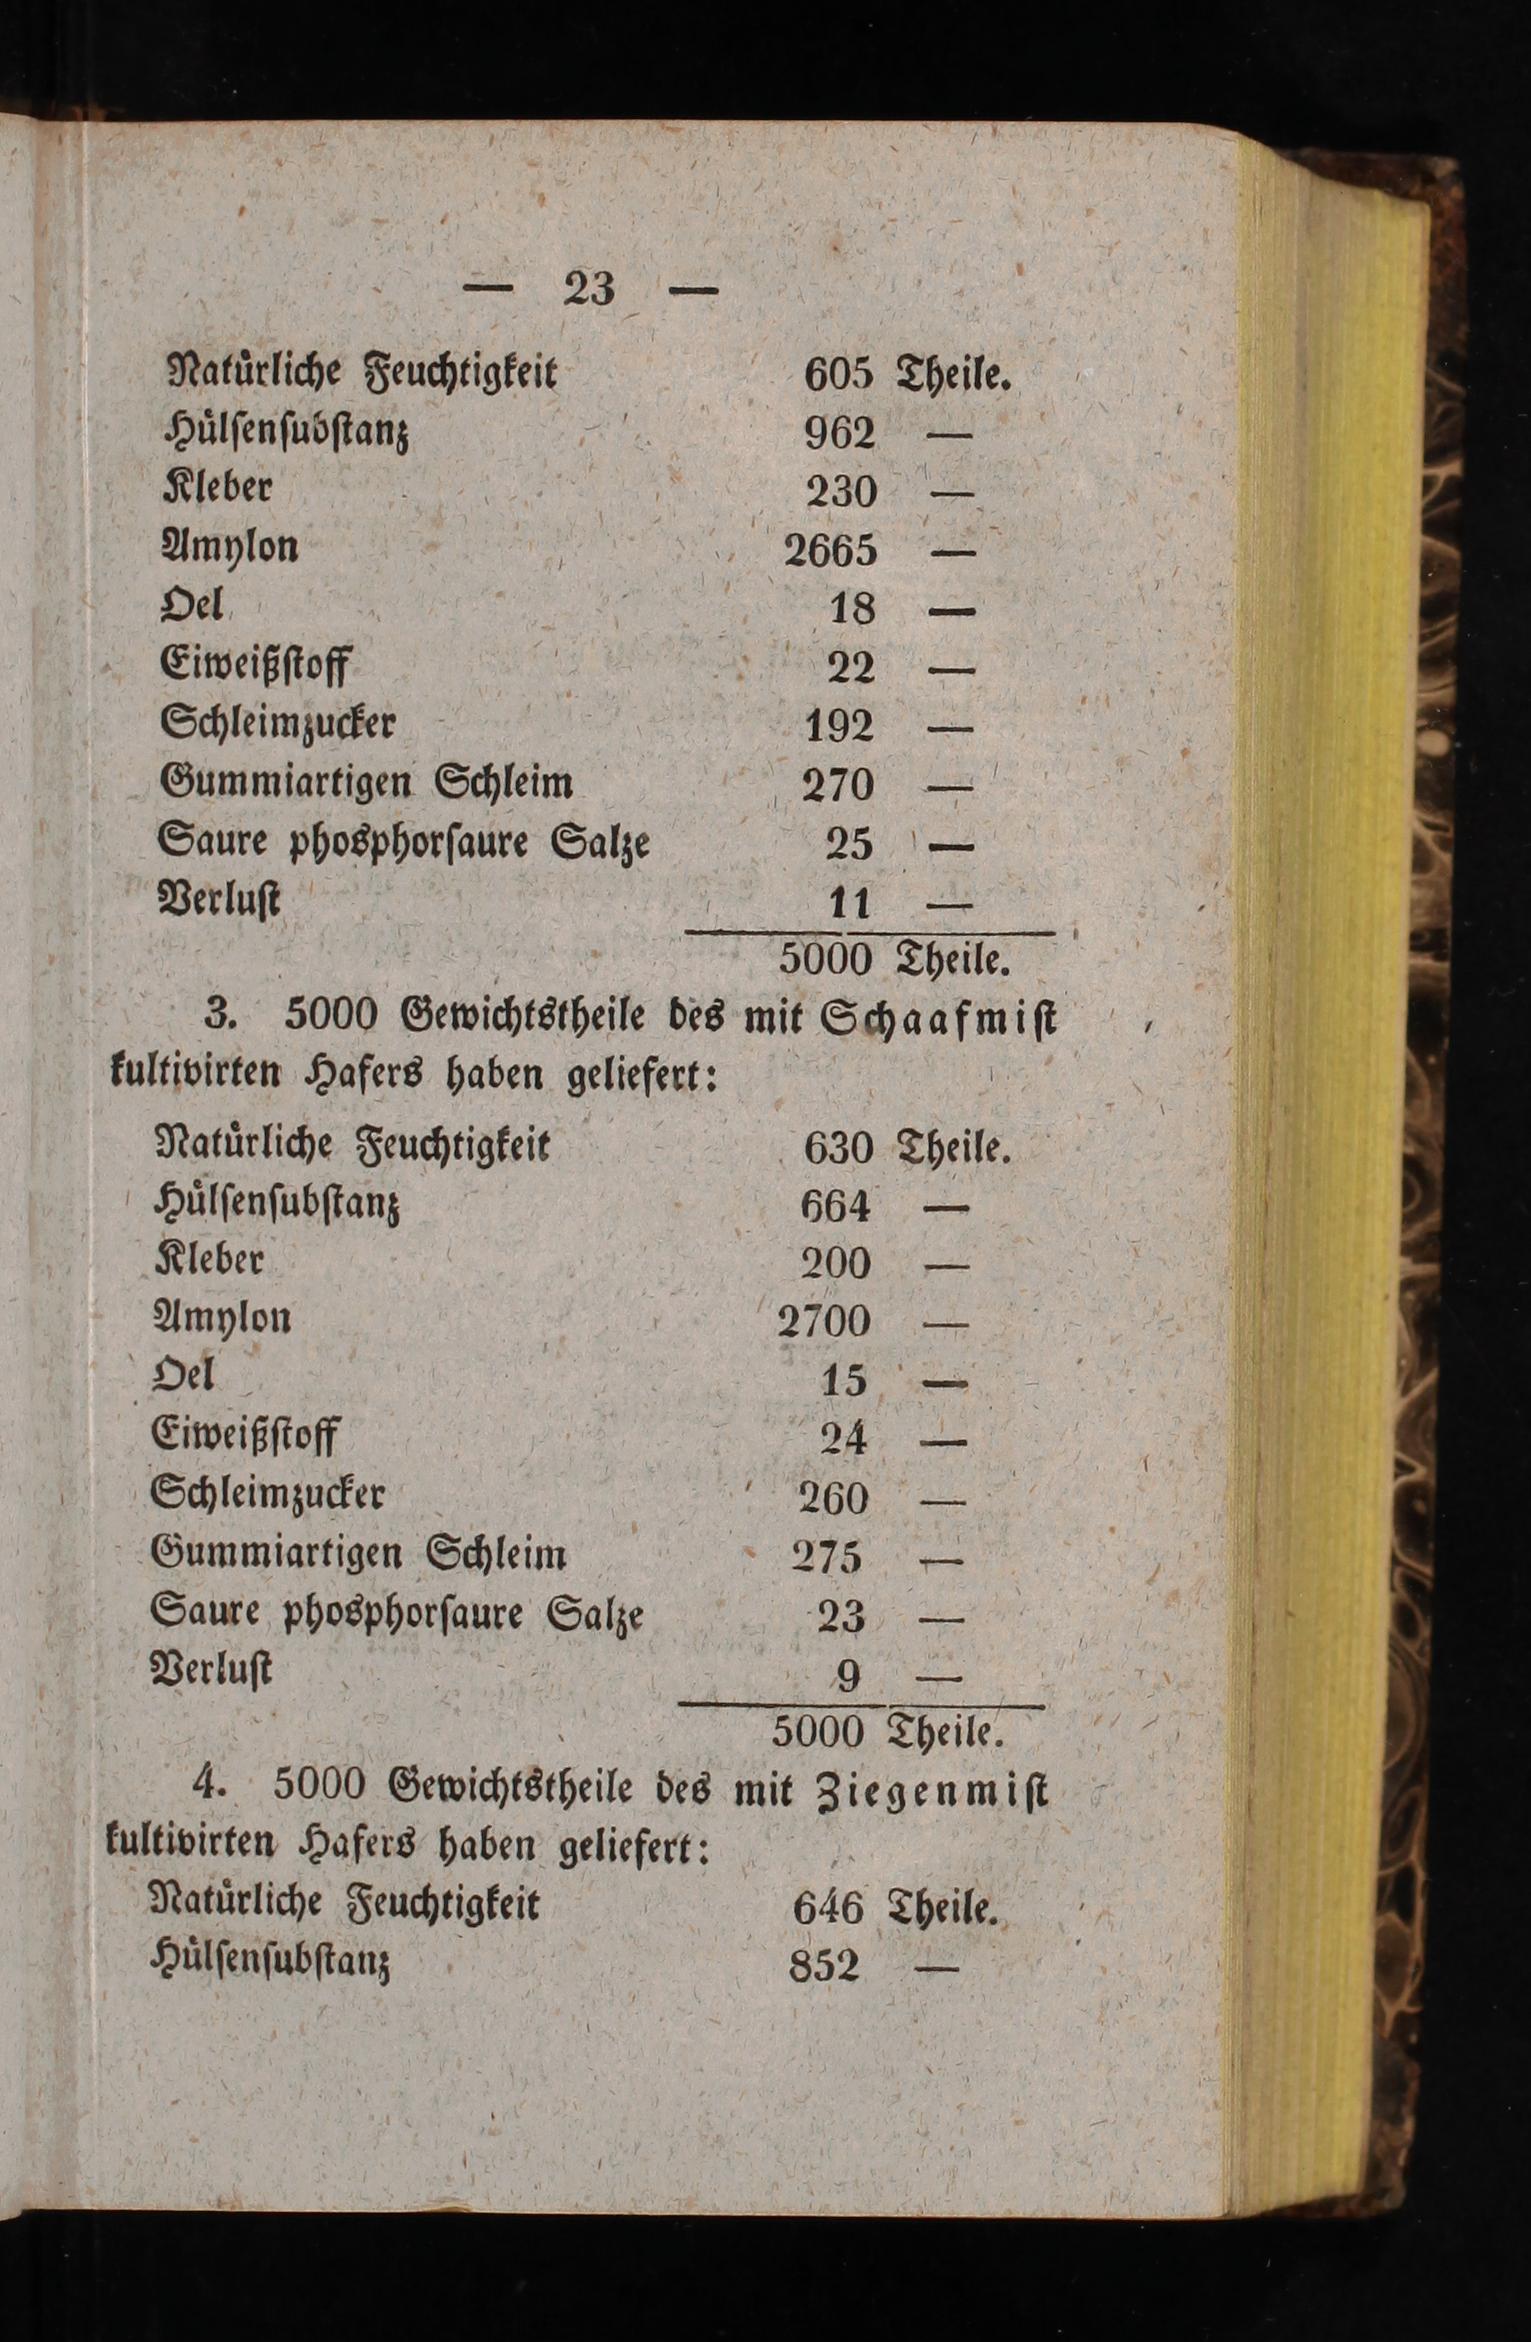 — 23 —
Natürliche Feuchtigkeit 605 Theile.
Hülsensubstanz 962 —
Kleber 230 —
Amylon 2665 —
Oel 18 —
Eiweißstoff 22 —
Schleimzucker 192 —
Gummiartigen Schleim 270 —
Saure phosphorsaure Salze 25 —
Verlust 11 —
5000 Theile.
3. 5000 Gewichtstheile des mit Schaafmist
kultivirten Hafers haben geliefert:
Natürliche Feuchtigkeit 630 Theile.
Hülsensubstanz 664 —
Kleber 200 —
Amylon 2700 —
Oel 15 —
Eiweißstoff 24 —
Schleimzucker 260 —
Gummiartigen Schleim 275 —
Saure phosphorsaure Salze 23 —
Verlust 9 —
5000 Theile.
4. 5000 Gewichtstheile des mit Ziegenmist
kultivirten Hafers haben geliefert:
Natürliche Feuchtigkeit 646 Theile.
Hülsensubstanz 852 —